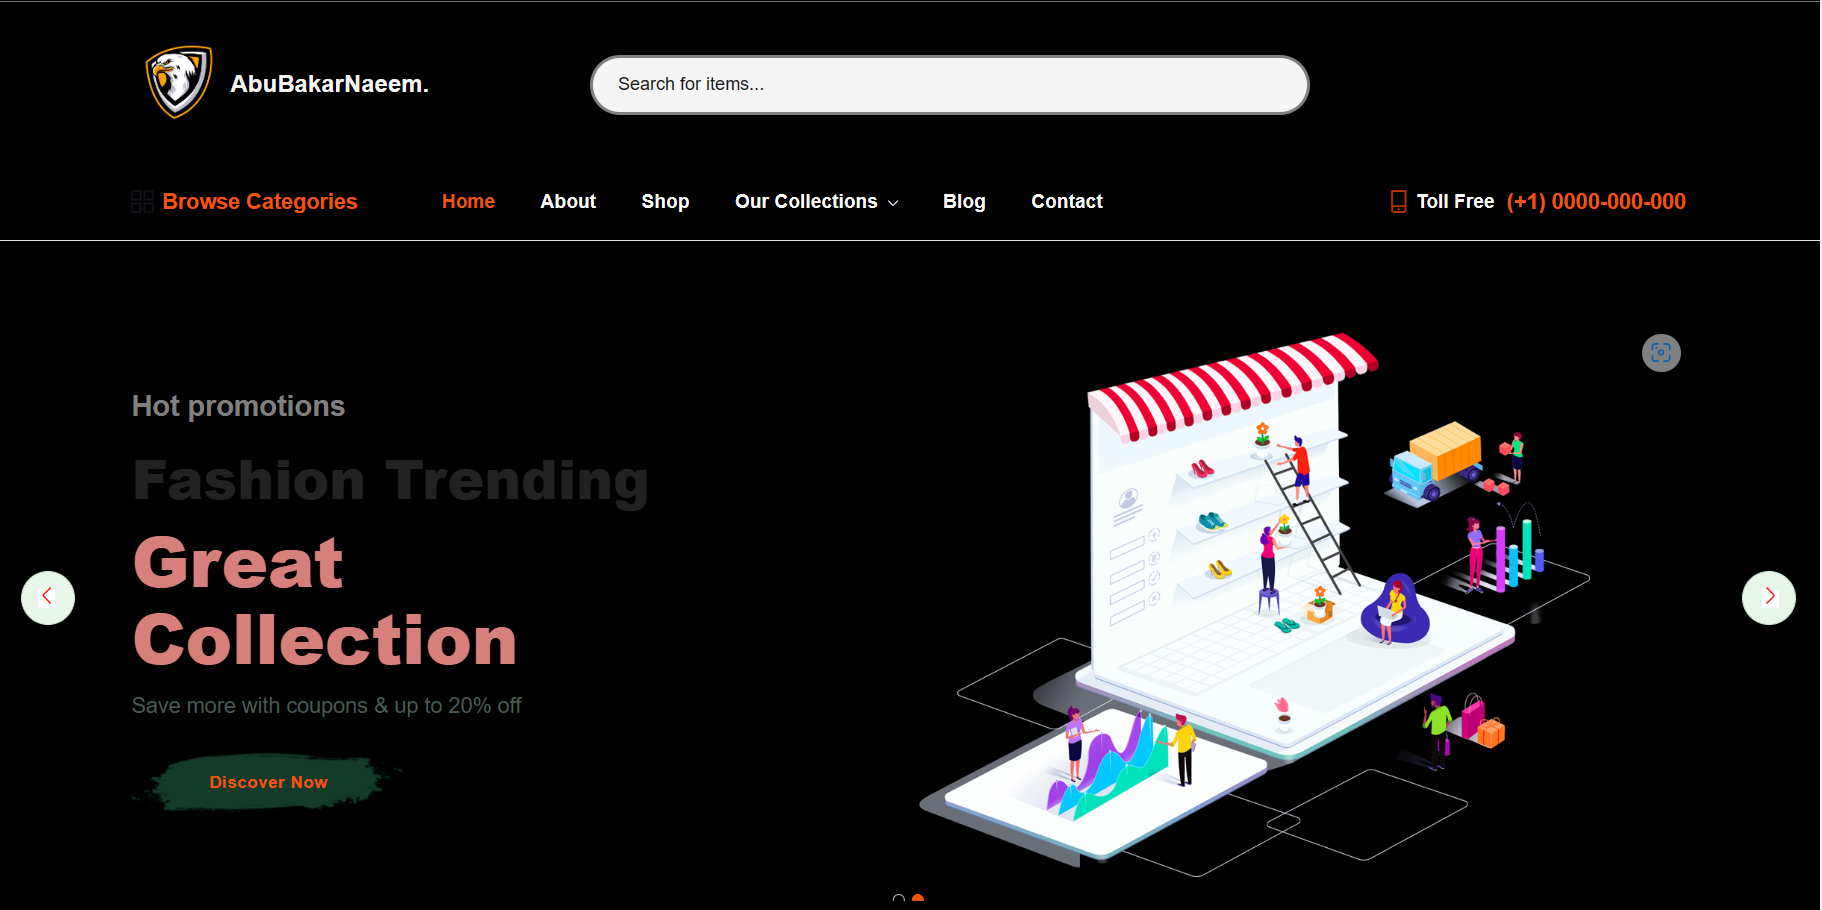 AbuBakarNaeem.
Search for items...
Browse Categories
Home
About
Shop
Our Collections
Blog
Contact
Toll Free (+1) 0000-000-000
Hot promotions
Fashion Trending
Great
Collection
Save more with coupons & up to 20% off
Discover Now